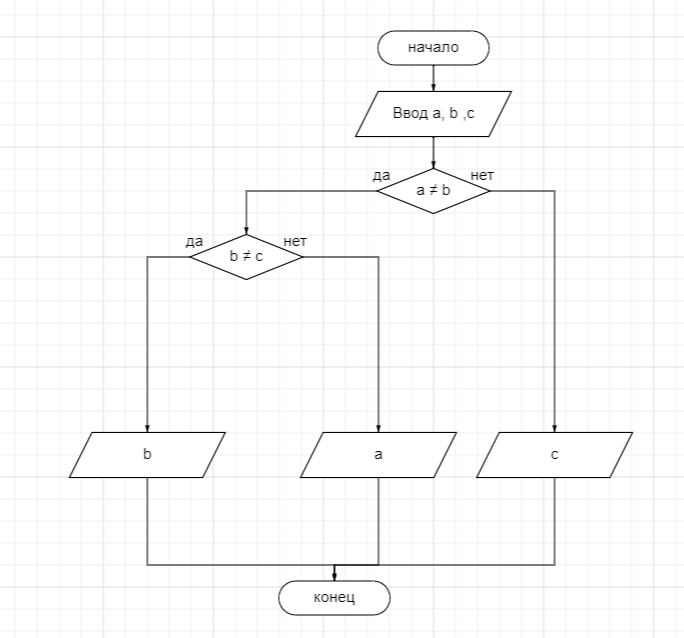 начало
Ввод a, b ,c
да
a ≠ b
нет
да
b ≠ c
нет
b
a
c
конец